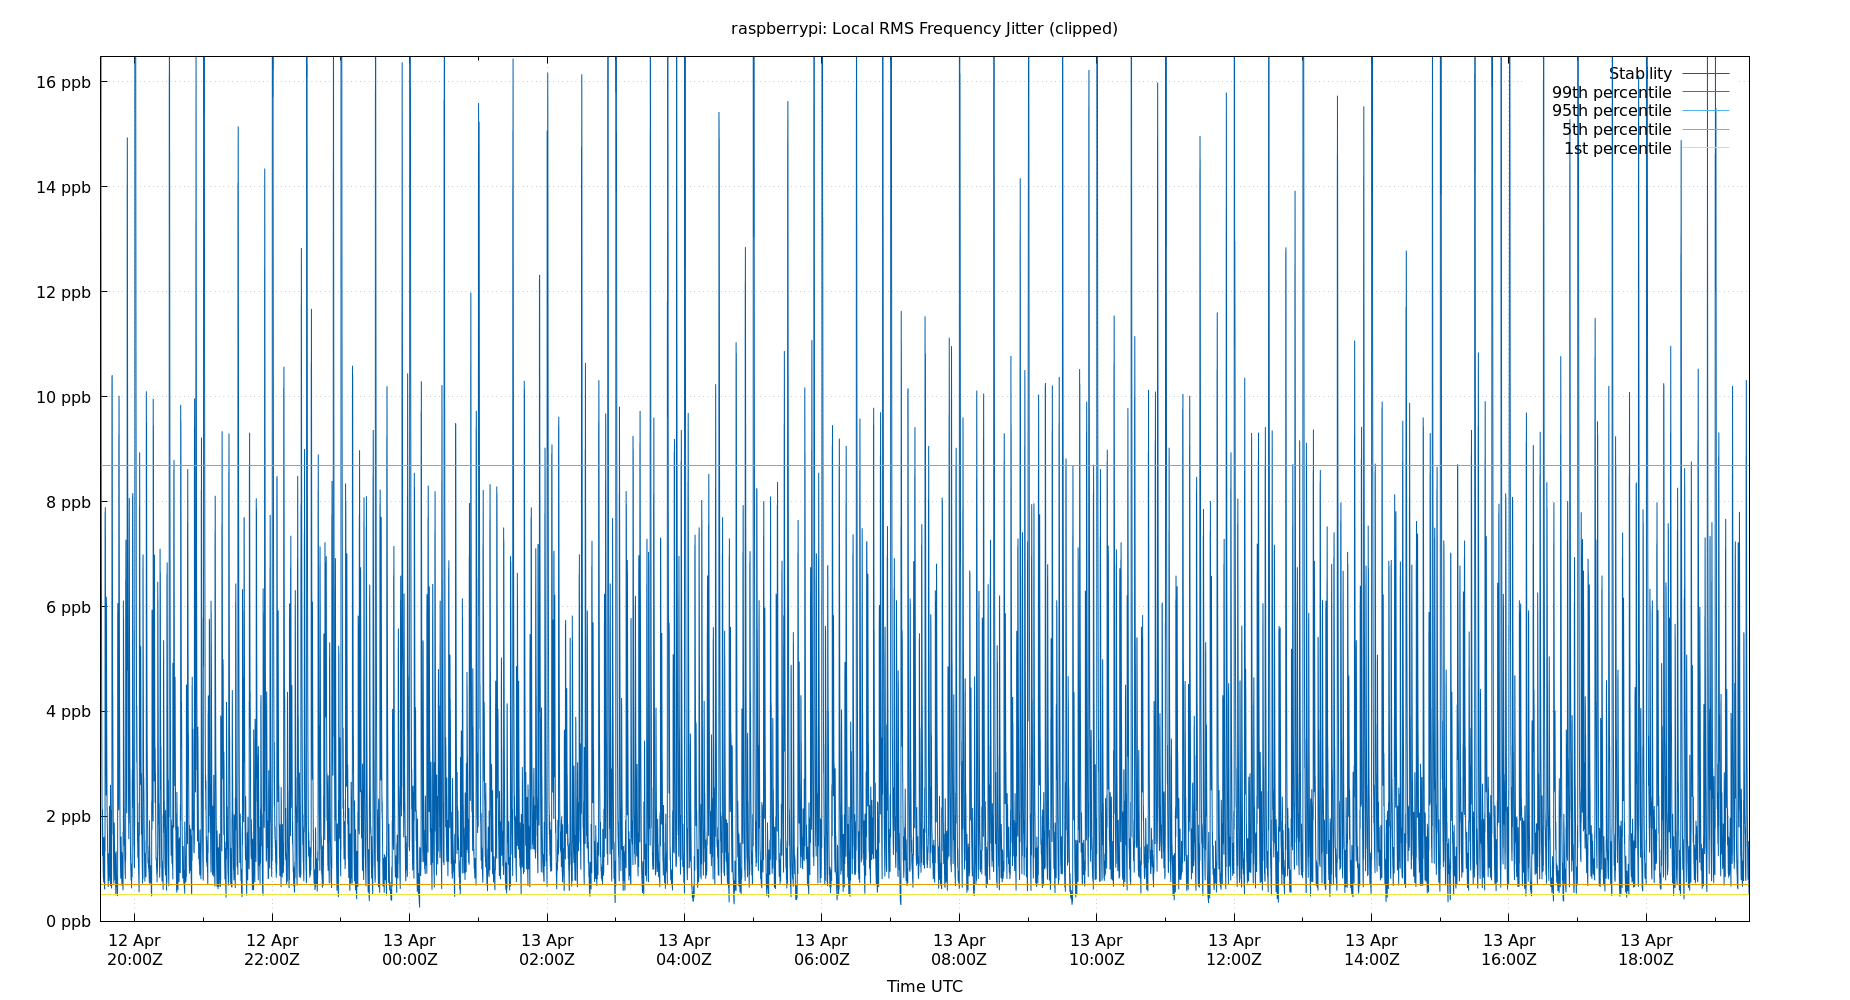 raspberrypi: Local RMS Frequency Jitter (clipped)
16 ppb
14 ppb
12 ppb
10 ppb
8 ppb
6 ppb
4 ppb
2 ppb
0 ppb
Stability
99th percentile
95th percentile
5th percentile
1st percentile
12 Apr 12 Apr 13 Apr 13 Apr 13 Apr 13 Apr 13 Apr 13 Apr 13 Apr 13 Apr 13 Apr 13 Apr
20:00Z 22:00Z 00:00Z 02:00Z 04:00Z 06:00Z 08:00Z 10:00Z 12:00Z 14:00Z 16:00Z 18:00Z
Time UTC